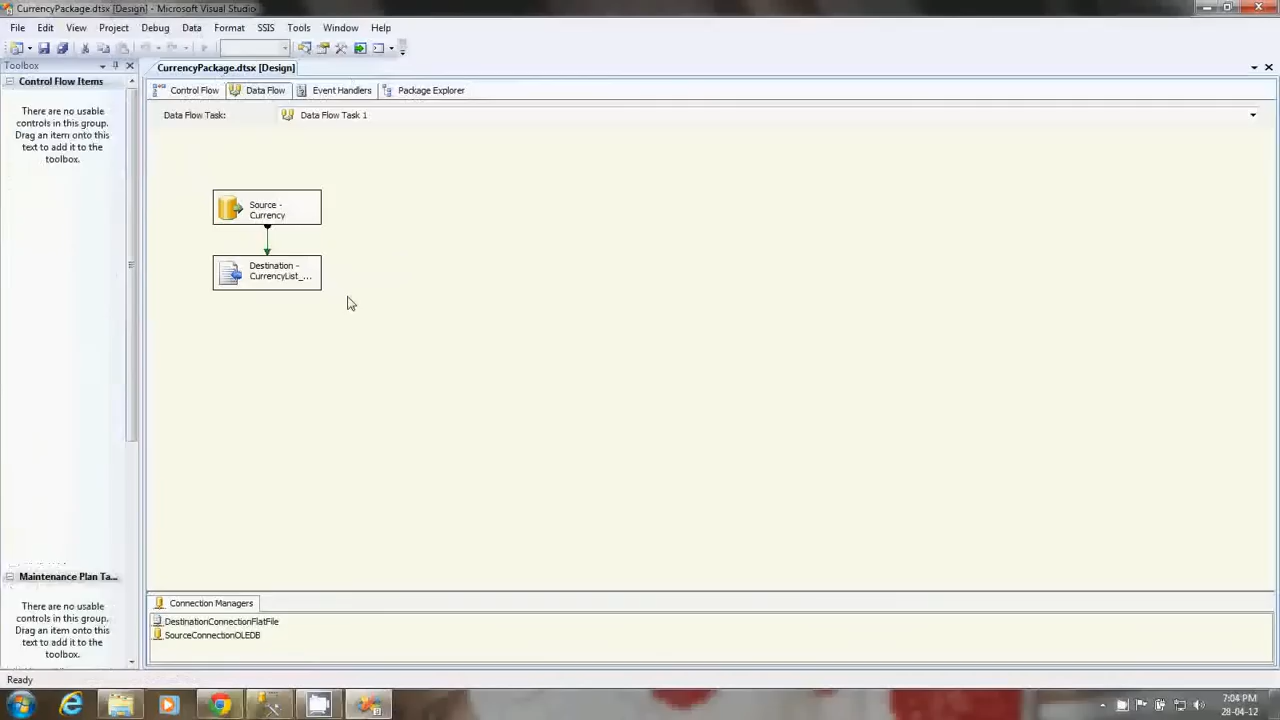 CurrencyPackage.dtsx [Design] - Microsoft Visual Studio
File Edit View Project Debug Data Format SSIS Tools Window Help
Toolbox
CurrencyPackage.dtsx [Design]
Control Flow Items
Control Flow Data Flow Event Handlers Package Explorer
There are no usable
controls in this group.
Drag an item onto this
text to add it to the
toolbox.
Data Flow Task: Data Flow Task 1
Source -
Currency
Destination -
CurrencyList_...
Maintenance Plan Ta...
There are no usable
controls in this group.
Drag an item onto this
text to add it to the
toolbox.
Connection Managers
DestinationConnectionFlatFile
SourceConnectionOLEDB
Ready
7:04 PM
28-04-12